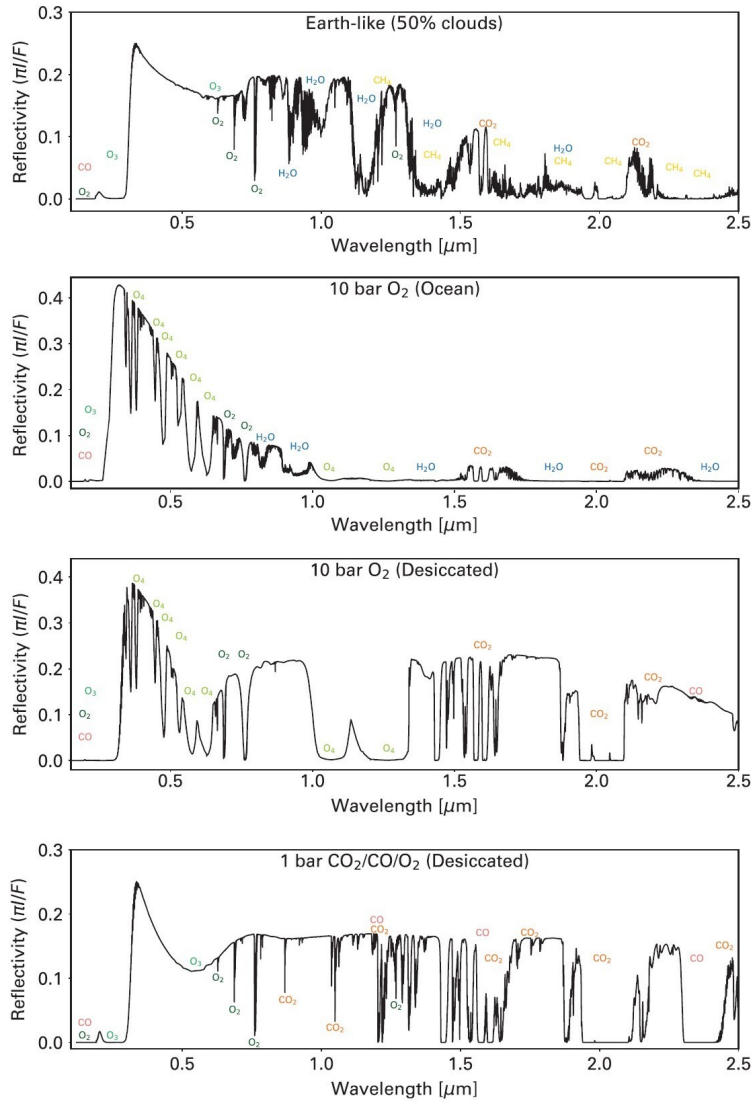 Earth-like (50% clouds)
Reflectivity (πI/F)
0.3
0.2
0.1
0.0
CO
O₂
O₃
O₃
O₂
O₂
O₂
H₂O
H₂O
CH₄
H₂O
O₂
H₂O
CH₄
CO₂
CH₄
H₂O
CH₄
CH₄
CO₂
CH₄
CH₄
0.5 1.0 1.5 2.0 2.5
Wavelength [μm]
10 bar O₂ (Ocean)
Reflectivity (πI/F)
0.4
0.3
0.2
0.1
0.0
O₃
O₂
CO
O₄
O₄
O₄
O₄
O₄
O₄
O₂
O₂
H₂O
H₂O
O₄
O₄
H₂O
CO₂
H₂O
CO₂
CO₂
H₂O
0.5 1.0 1.5 2.0 2.5
Wavelength [μm]
10 bar O₂ (Desiccated)
Reflectivity (πI/F)
0.4
0.3
0.2
0.1
0.0
O₃
O₂
CO
O₄
O₄
O₄
O₄
O₄
O₄
O₂
O₂
O₄
O₄
CO₂
CO₂
CO₂
CO
0.5 1.0 1.5 2.0 2.5
Wavelength [μm]
1 bar CO₂/CO/O₂ (Desiccated)
Reflectivity (πI/F)
0.3
0.2
0.1
0.0
CO
O₂
O₃
O₃
O₂
O₂
O₂
CO₂
CO₂
CO
CO₂
O₂
CO
CO₂
CO₂
CO₂
CO
CO₂
0.5 1.0 1.5 2.0 2.5
Wavelength [μm]